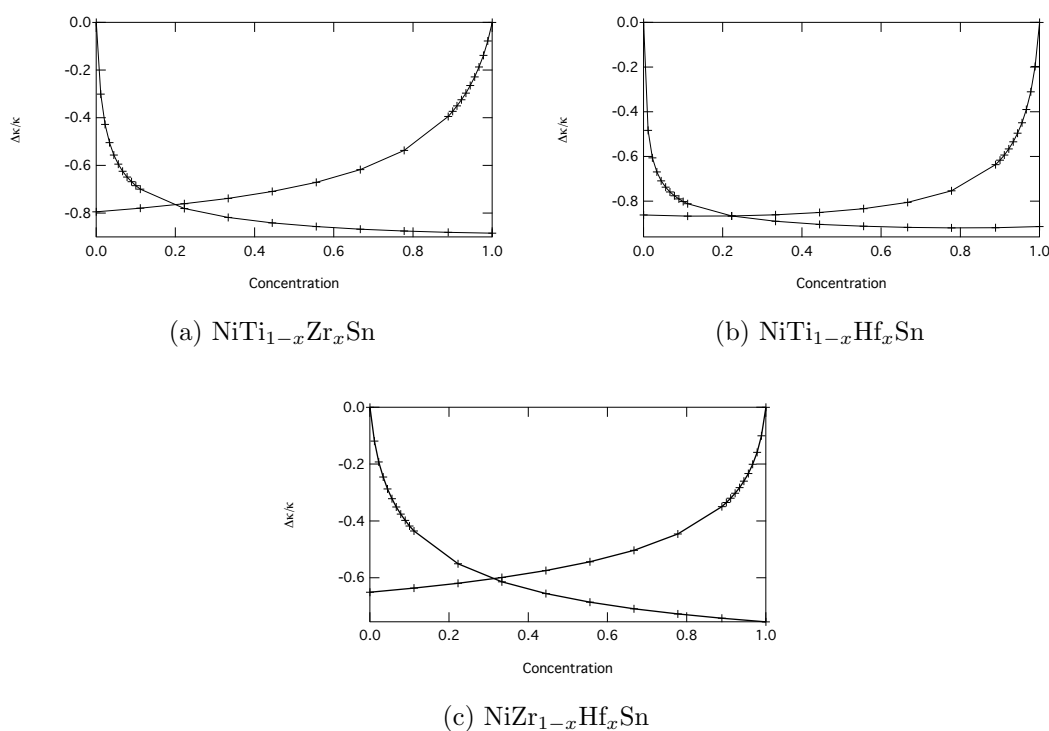 0.0
-0.2
-0.4
-0.6
-0.8
Δκ/κ
0.0 0.2 0.4 0.6 0.8 1.0
Concentration
(a) NiTi₁₋ₓZrₓSn
0.0
-0.2
-0.4
-0.6
-0.8
Δκ/κ
0.0 0.2 0.4 0.6 0.8 1.0
Concentration
(b) NiTi₁₋ₓHfₓSn
0.0
-0.2
-0.4
-0.6
Δκ/κ
0.0 0.2 0.4 0.6 0.8 1.0
Concentration
(c) NiZr₁₋ₓHfₓSn